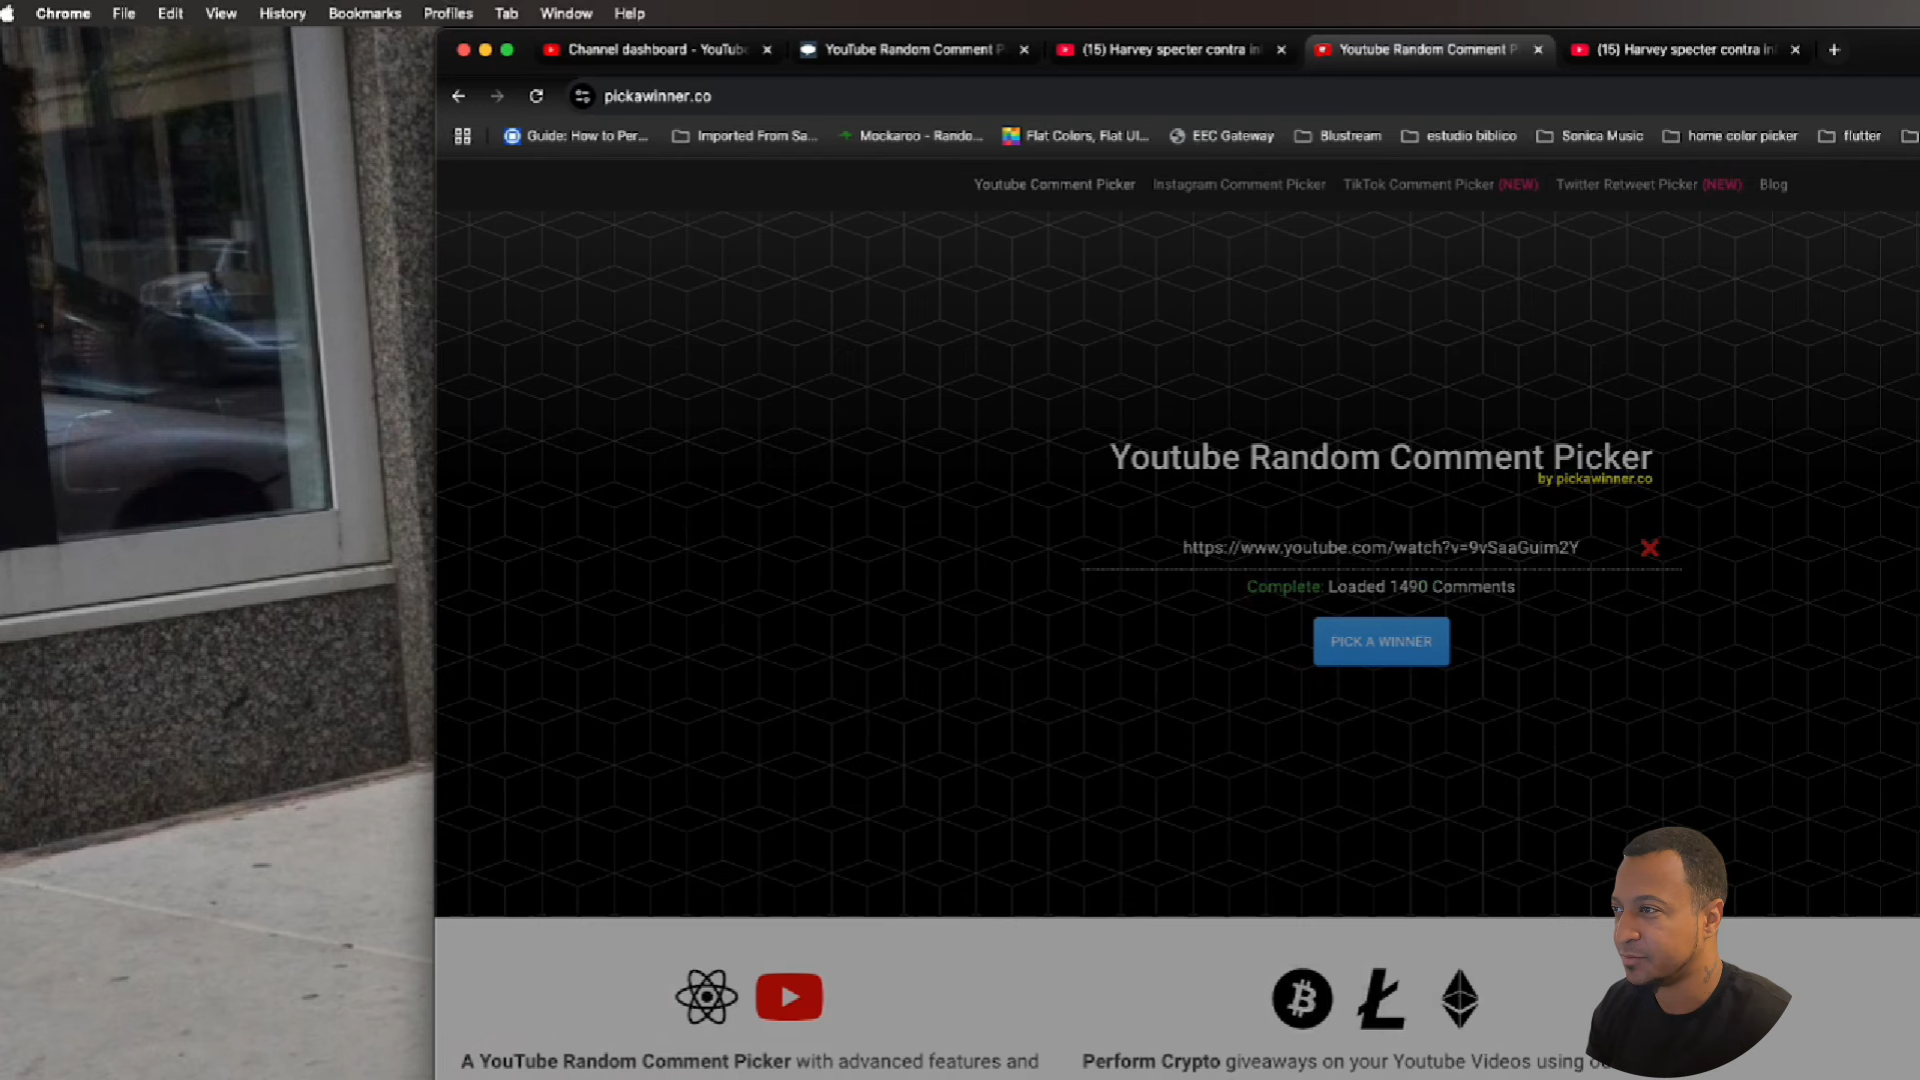 Chrome File Edit View History Bookmarks Profiles Tab Window Help
Channel dashboard - YouTube YouTube Random Comment P (15) Harvey specter contra in Youtube Random Comment P (15) Harvey specter contra in
pickawinner.co
Guide: How to Per... Imported From Sa... Mockaroo - Rando... Flat Colors, Flat UI... EEC Gateway Blustream estudio biblico Sonica Music home color picker flutter
Youtube Comment Picker Instagram Comment Picker TikTok Comment Picker (NEW) Twitter Retweet Picker (NEW) Blog
Youtube Random Comment Picker
by pickawinner.co
https://www.youtube.com/watch?v=9vSaaGuim2Y
Complete: Loaded 1490 Comments
PICK A WINNER
A YouTube Random Comment Picker with advanced features and
Perform Crypto giveaways on your Youtube Videos using